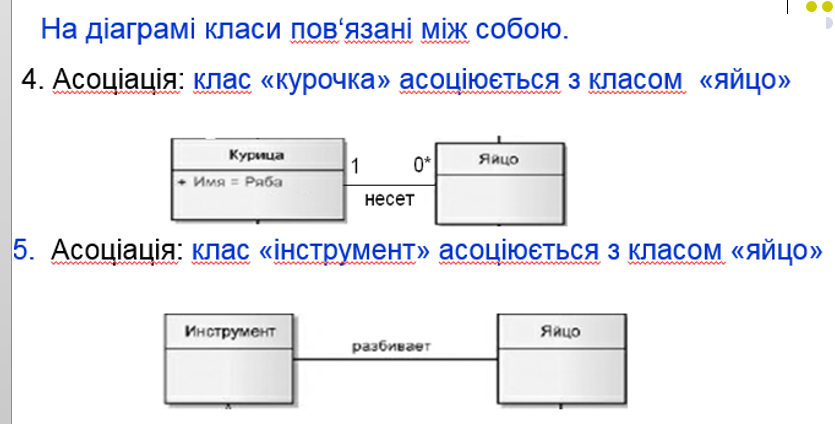 На діаграмі класи пов‘язані між собою.
4. Асоціація: клас «курочка» асоціюється з класом «яйцо»
Курица
+ Имя = Ряба
1
0*
несет
Яйцо
5. Асоціація: клас «інструмент» асоціюється з класом «яйцо»
Инструмент
разбивает
Яйцо